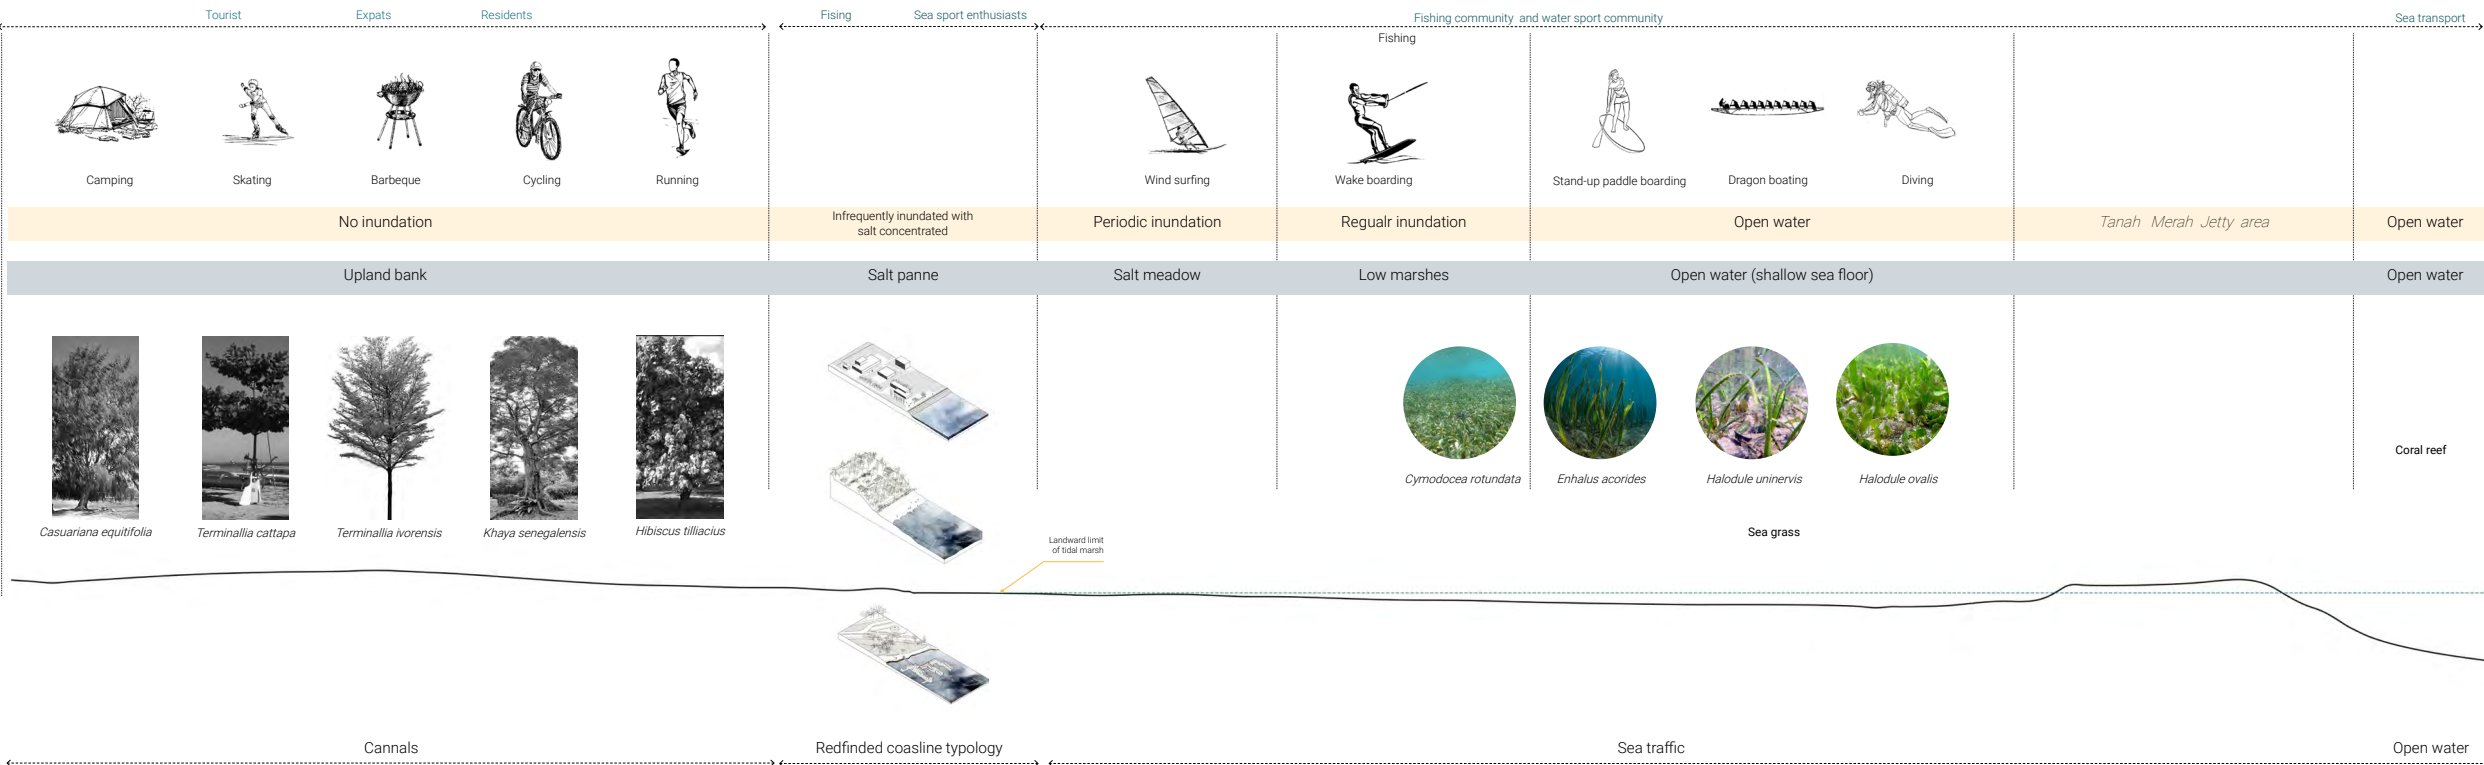 Tourist
Expats
Residents
Fising
Sea sport enthusiasts
Fishing community and water sport community
Sea transport
Fishing
Camping
Skating
Barbeque
Cycling
Running
Wind surfing
Wake boarding
Stand-up paddle boarding
Dragon boating
Diving
No inundation
Infrequently inundated with
salt concentrated
Periodic inundation
Regualr inundation
Open water
Tanah Merah Jetty area
Open water
Upland bank
Salt panne
Salt meadow
Low marshes
Open water (shallow sea floor)
Open water
Coral reef
Cymodocea rotundata
Enhalus acorides
Halodule uninervis
Halodule ovalis
Casuariana equitifolia
Terminallia cattapa
Terminallia ivorensis
Khaya senegalensis
Hibiscus tilliacius
Sea grass
Landward limit
of tidal marsh
Cannals
Redfinded coasline typology
Sea traffic
Open water